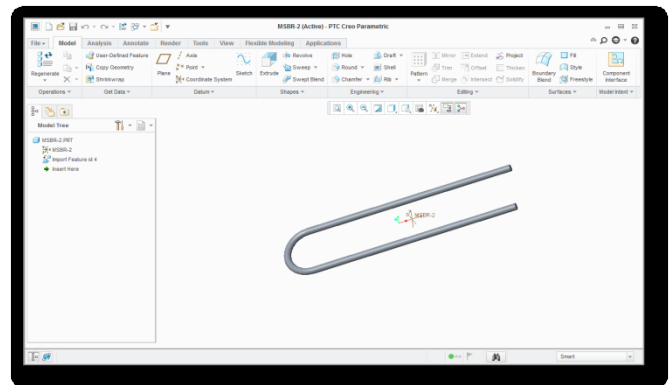 MSBR-2 (Active) - PTC Creo Parametric
File Model Analysis Annotate Render Tools View Flexible Modeling Applications
Regenerate
User-Defined Feature
Copy Geometry
Shrinkwrap
Plane
Axis
Point
Coordinate System
Sketch
Extrude
Revolve
Sweep
Swept Blend
Hole
Round
Chamfer
Draft
Shell
Rib
Pattern
Mirror
Trim
Merge
Extend
Offset
Intersect
Project
Thicken
Solidify
Boundary Blend
Fill
Style
Freestyle
Component Interface
Operations Get Data Datum Shapes Engineering Editing Surfaces Model Intent
Model Tree
MSBR-2.PRT
MSBR-2
Import Feature id 4
Insert Here
MSBR-2
Smart